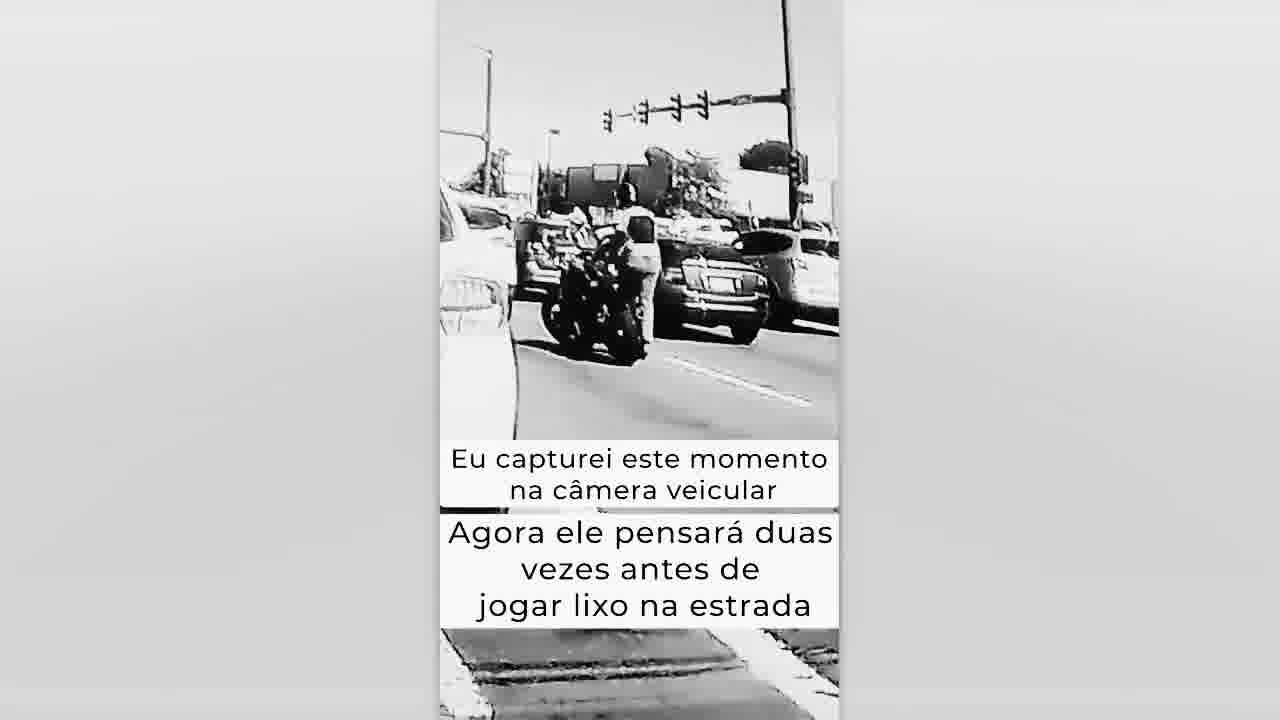 Eu capturei este momento
na câmera veicular
Agora ele pensará duas
vezes antes de
jogar lixo na estrada